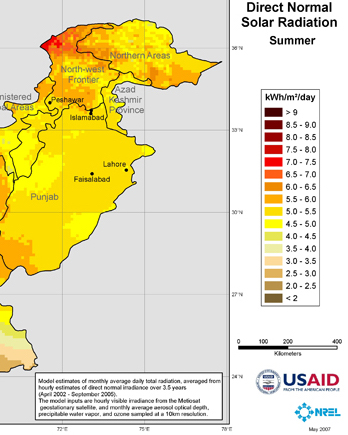 Direct Normal
Solar Radiation
Summer
36°N
Northern Areas
North-west
Frontier
Azad
Kashmir
Province
ministered
al Areas
Peshawar
Islamabad
kWh/m²/day
> 9
8.5 - 9.0
8.0 - 8.5
7.5 - 8.0
7.0 - 7.5
6.5 - 7.0
6.0 - 6.5
5.5 - 6.0
5.0 - 5.5
4.5 - 5.0
4.0 - 4.5
3.5 - 4.0
3.0 - 3.5
2.5 - 3.0
2.0 - 2.5
< 2
33°N
Lahore
Faisalabad
Punjab
30°N
27°N
0 100 200 400
Kilometers
24°N
Model estimates of monthly average daily total radiation, averaged from
hourly estimates of direct normal irradiance over 3.5 years
(April 2002 - September 2005).
The model inputs are hourly visible irradiance from the Meteosat
geostationary satellite, and monthly average aerosol optical depth,
precipitable water vapor, and ozone sampled at a 10km resolution.
72°E
75°E
78°E
USAID
FROM THE AMERICAN PEOPLE
NREL
May 2007